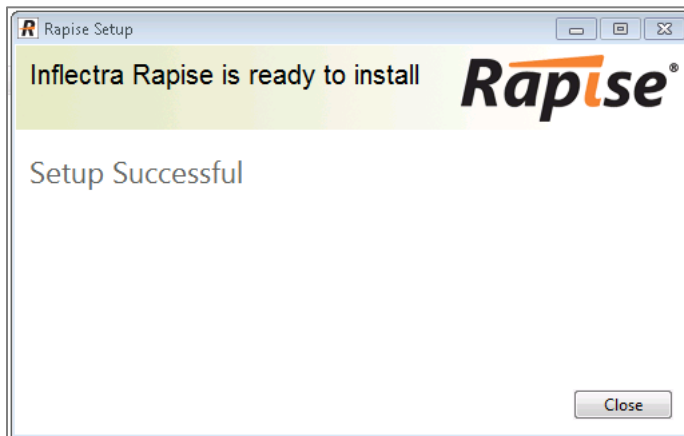 R Rapise Setup
Inflectra Rapise is ready to install
Rapise®
Setup Successful
Close